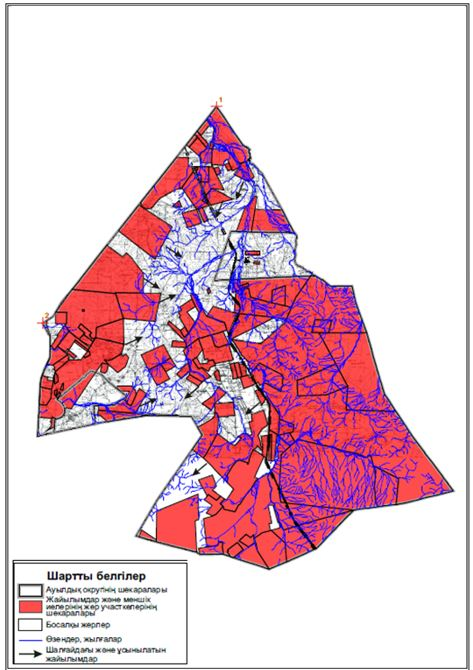 1
2
Шартты белгілер
Ауылдық округінің шекаралары
Жайылымдар және меншік
иелерінің жер учаскелерінің
шекаралары
Босалқы жерлер
Өзендер, жылғалар
Шалғайдағы және ұсынылатын
жайылымдар